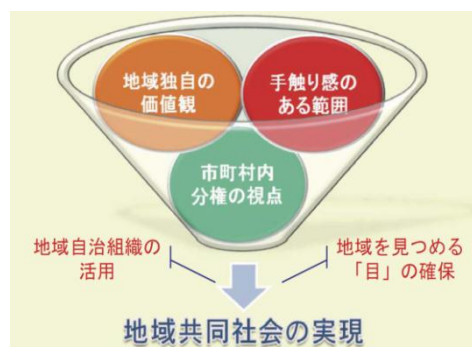 地域独自の
価値観
手触り感の
ある範囲
市町村内
分権の視点
地域自治組織の
活用
地域を見つめる
「目」の確保
地域共同社会の実現